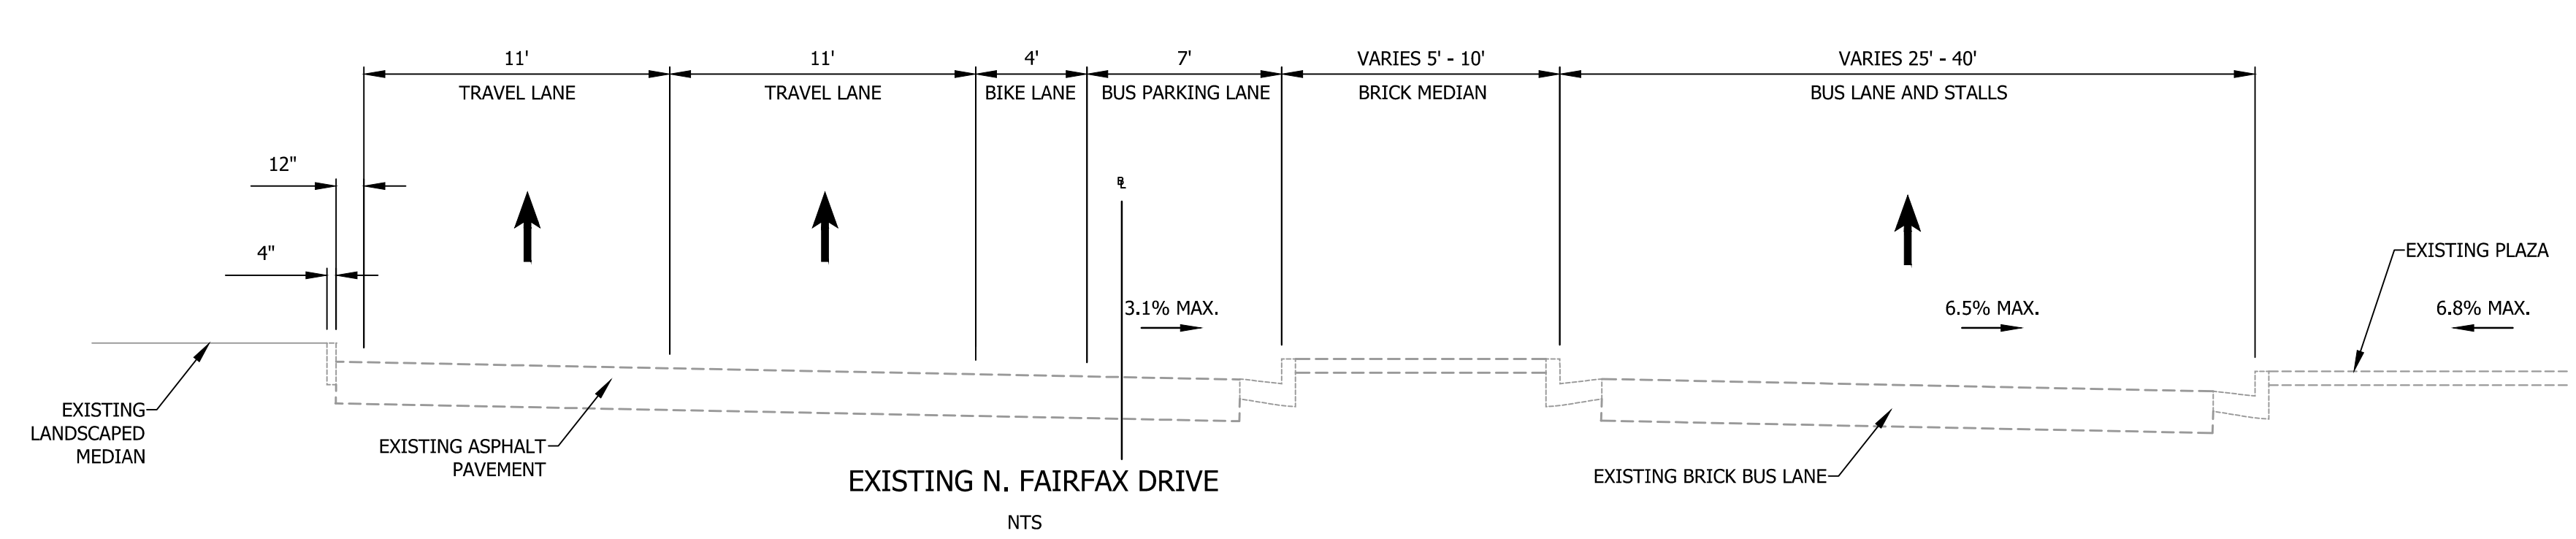 11'
11'
4'
7'
VARIES 5' - 10'
VARIES 25' - 40'
TRAVEL LANE
TRAVEL LANE
BIKE LANE
BUS PARKING LANE
BRICK MEDIAN
BUS LANE AND STALLS
12"
BL
4"
EXISTING PLAZA
3.1% MAX.
6.5% MAX.
6.8% MAX.
EXISTING
LANDSCAPED
MEDIAN
EXISTING ASPHALT
PAVEMENT
EXISTING BRICK BUS LANE
EXISTING N. FAIRFAX DRIVE
NTS